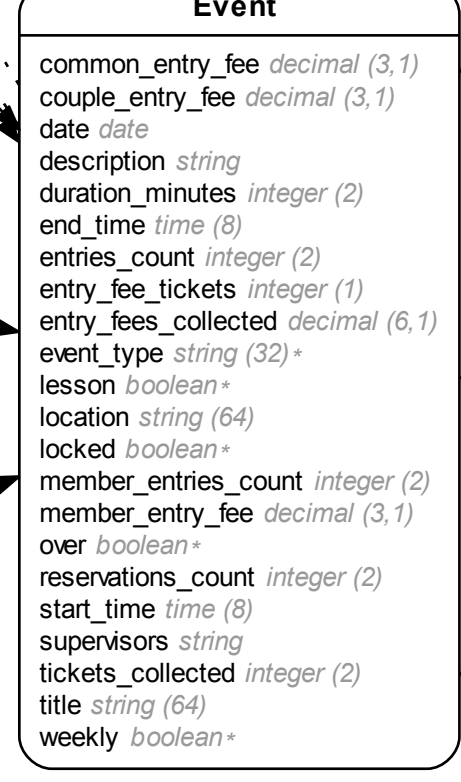 Event
common_entry_fee decimal (3,1)
couple_entry_fee decimal (3,1)
date date
description string
duration_minutes integer (2)
end_time time (8)
entries_count integer (2)
entry_fee_tickets integer (1)
entry_fees_collected decimal (6,1)
event_type string (32) *
lesson boolean *
location string (64)
locked boolean *
member_entries_count integer (2)
member_entry_fee decimal (3,1)
over boolean *
reservations_count integer (2)
start_time time (8)
supervisors string
tickets_collected integer (2)
title string (64)
weekly boolean *